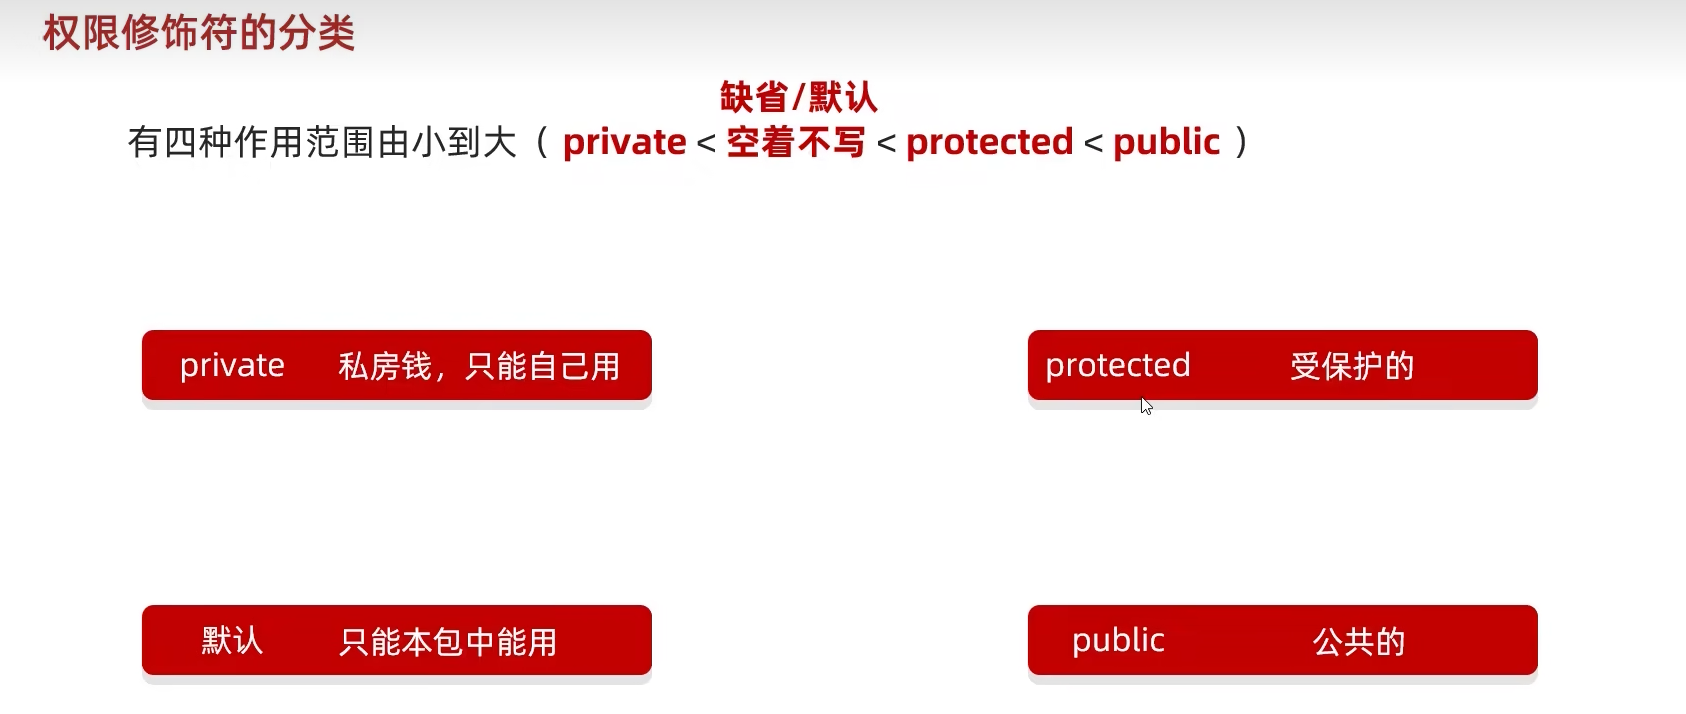 权限修饰符的分类
缺省/默认
有四种作用范围由小到大（ private < 空着不写 < protected < public ）
private 私房钱，只能自己用
protected 受保护的
默认 只能本包中能用
public 公共的